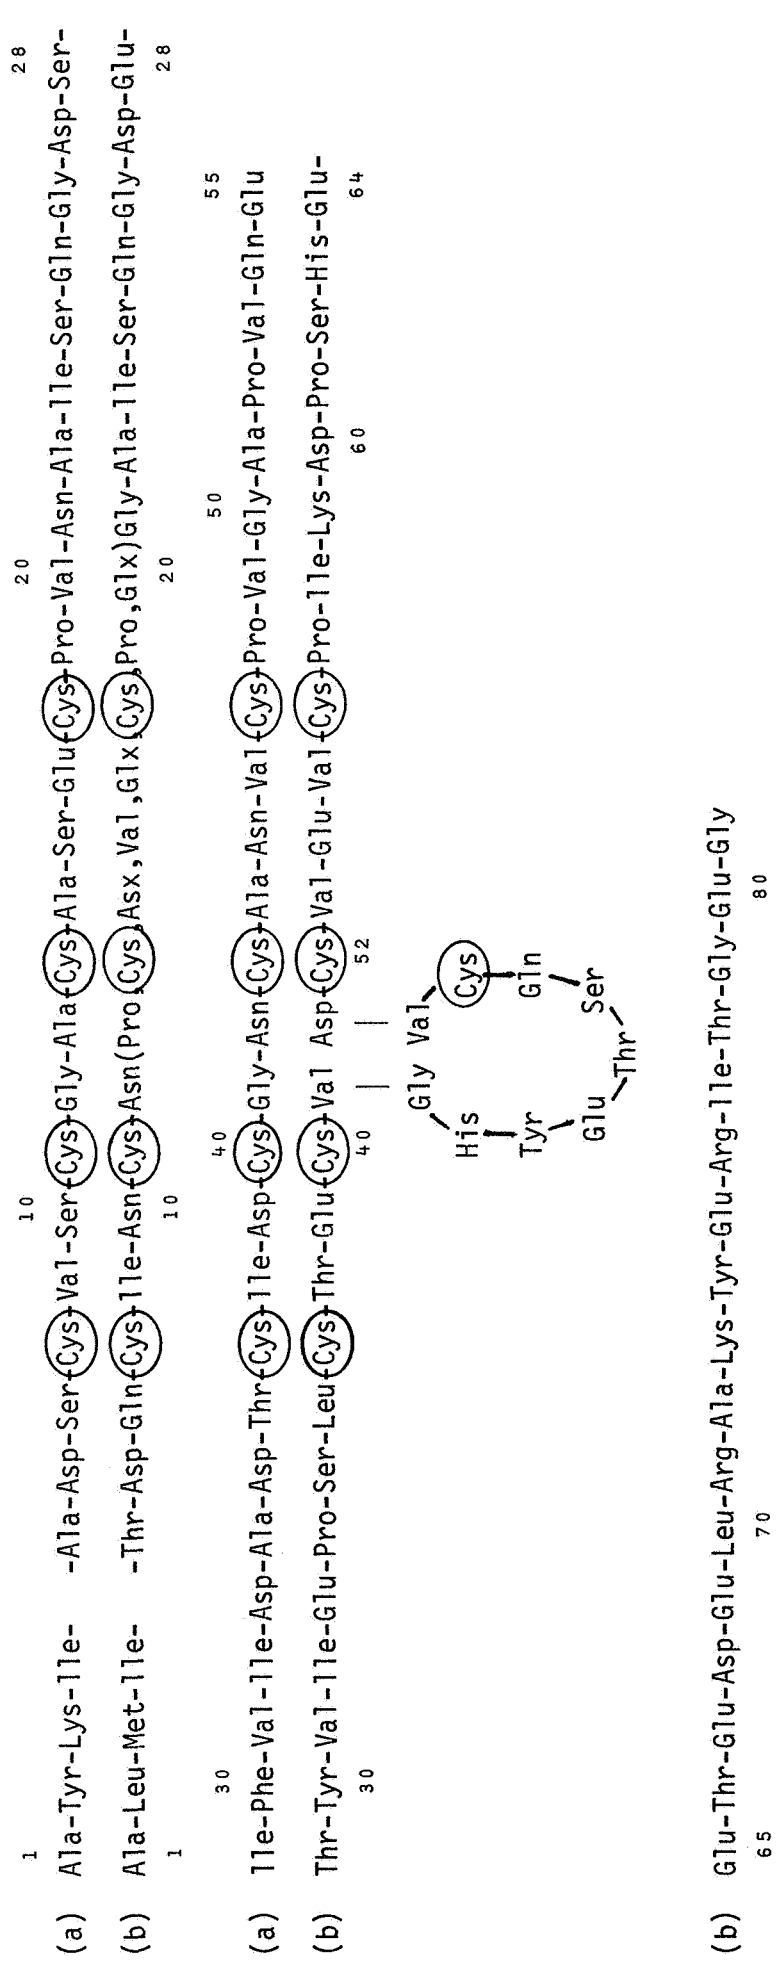 1 10 20 28
(a) Ala-Tyr-Lys-Ile- -Ala-Asp-Ser-Cys-Val-Ser-Cys-Gly-Ala-Cys-Ala-Ser-Glu-Cys-Pro-Val-Asn-Ala-Ile-Ser-Gln-Gly-Asp-Ser-
(b) Ala-Leu-Met-Ile- -Thr-Asp-Gln-Cys-Ile-Asn-Cys-Asn(Pro,Cys,Asx,Val,Glx,Cys,Pro,Glx)Gly-Ala-Ile-Ser-Gln-Gly-Asp-Glu-
1 10 20 28
30 40 50 55
(a) Ile-Phe-Val-Ile-Asp-Ala-Asp-Thr-Cys-Ile-Asp-Cys-Gly-Asn-Cys-Ala-Asn-Val-Cys-Pro-Val-Gly-Ala-Pro-Val-Gln-Glu
(b) Thr-Tyr-Val-Ile-Glu-Pro-Ser-Leu-Cys-Thr-Glu-Cys-Val Asp-Cys-Val-Glu-Val-Cys-Pro-Ile-Lys-Asp-Pro-Ser-His-Glu-
30 40 52 60 64
Gly Val
His Cys
Tyr Gln
Glu Ser
Thr
(b) Glu-Thr-Glu-Asp-Glu-Leu-Arg-Ala-Lys-Tyr-Glu-Arg-Ile-Thr-Gly-Glu-Gly
65 70 80